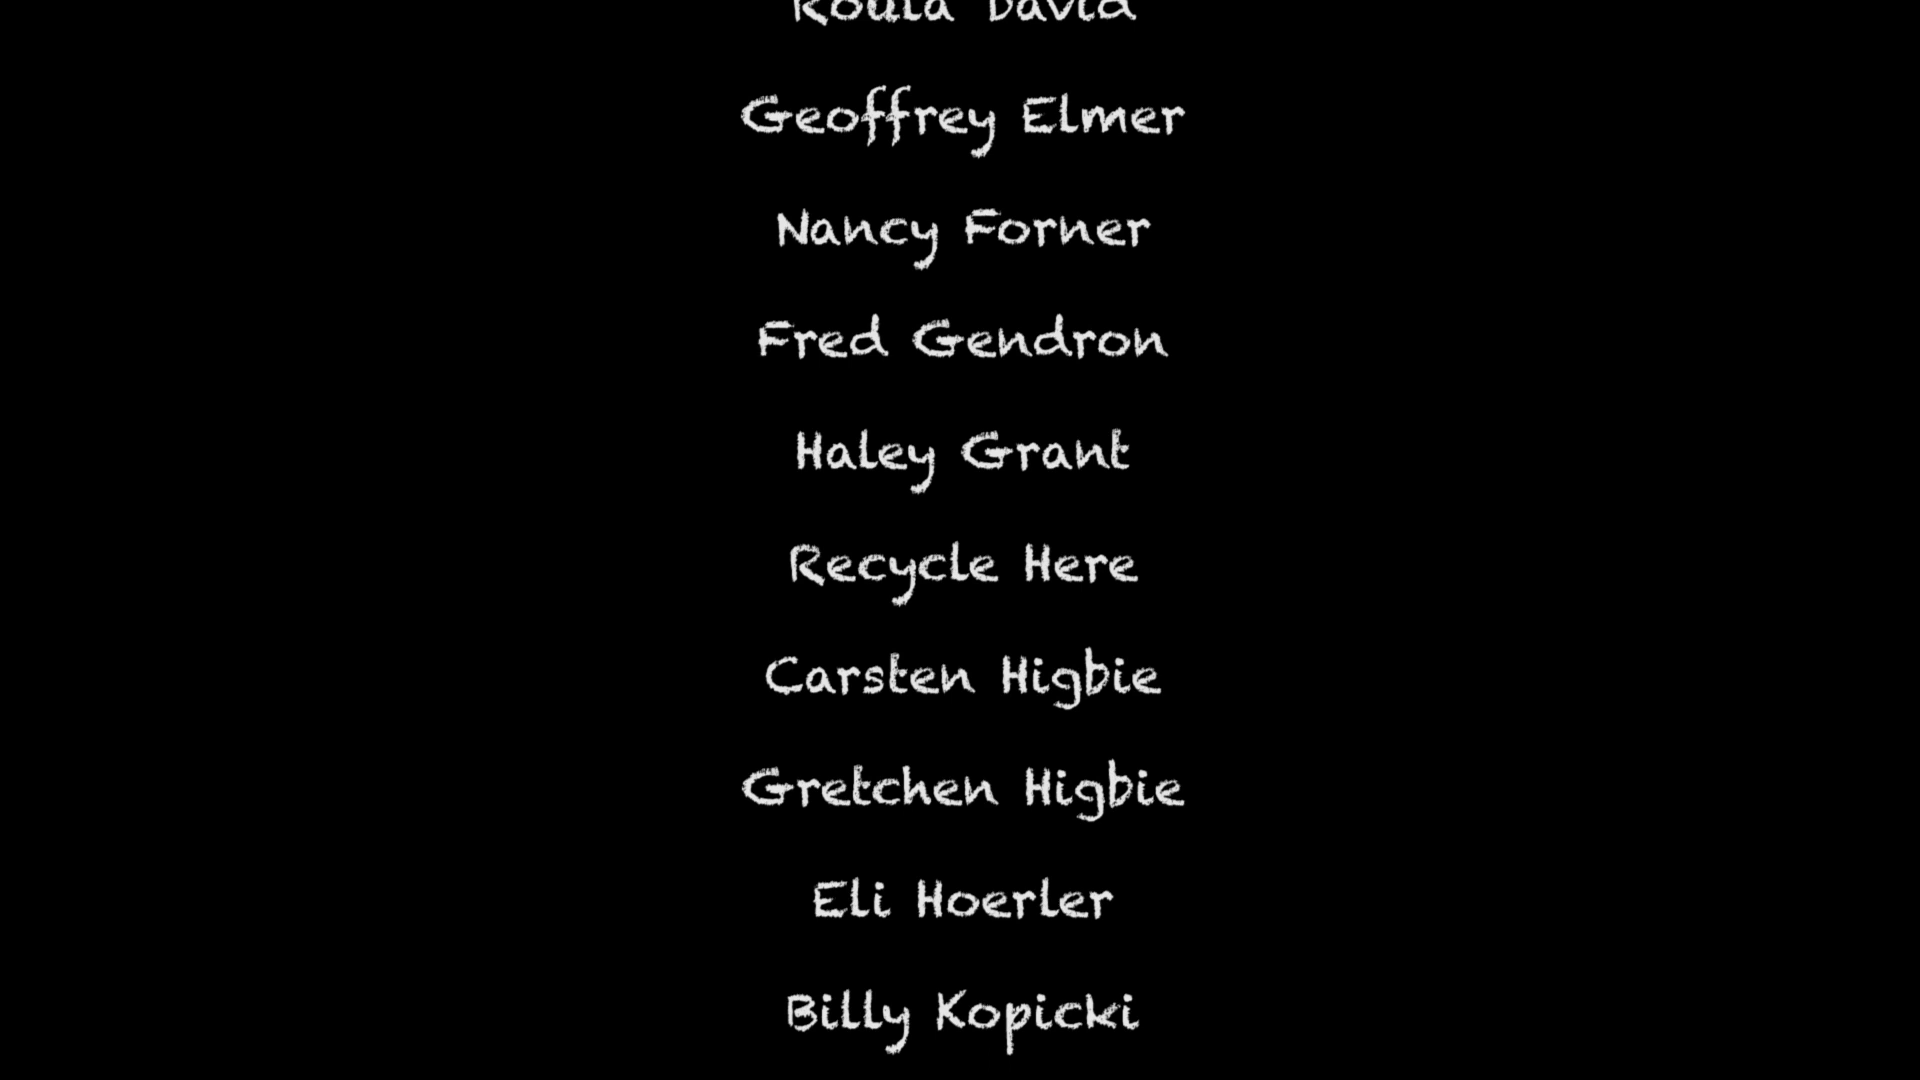 Roula David
Geoffrey Elmer
Nancy Forner
Fred Gendron
Haley Grant
Recycle Here
Carsten Higbie
Gretchen Higbie
Eli Hoerler
Billy Kopicki